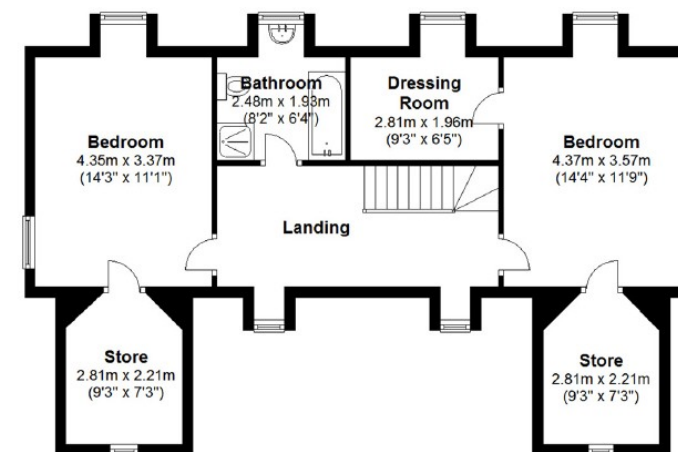 Bathroom
2.48m x 1.93m
(8'2" x 6'4")
Dressing
Room
2.81m x 1.96m
(9'3" x 6'5")
Bedroom
4.35m x 3.37m
(14'3" x 11'1")
Bedroom
4.37m x 3.57m
(14'4" x 11'9")
Landing
Store
2.81m x 2.21m
(9'3" x 7'3")
Store
2.81m x 2.21m
(9'3" x 7'3")